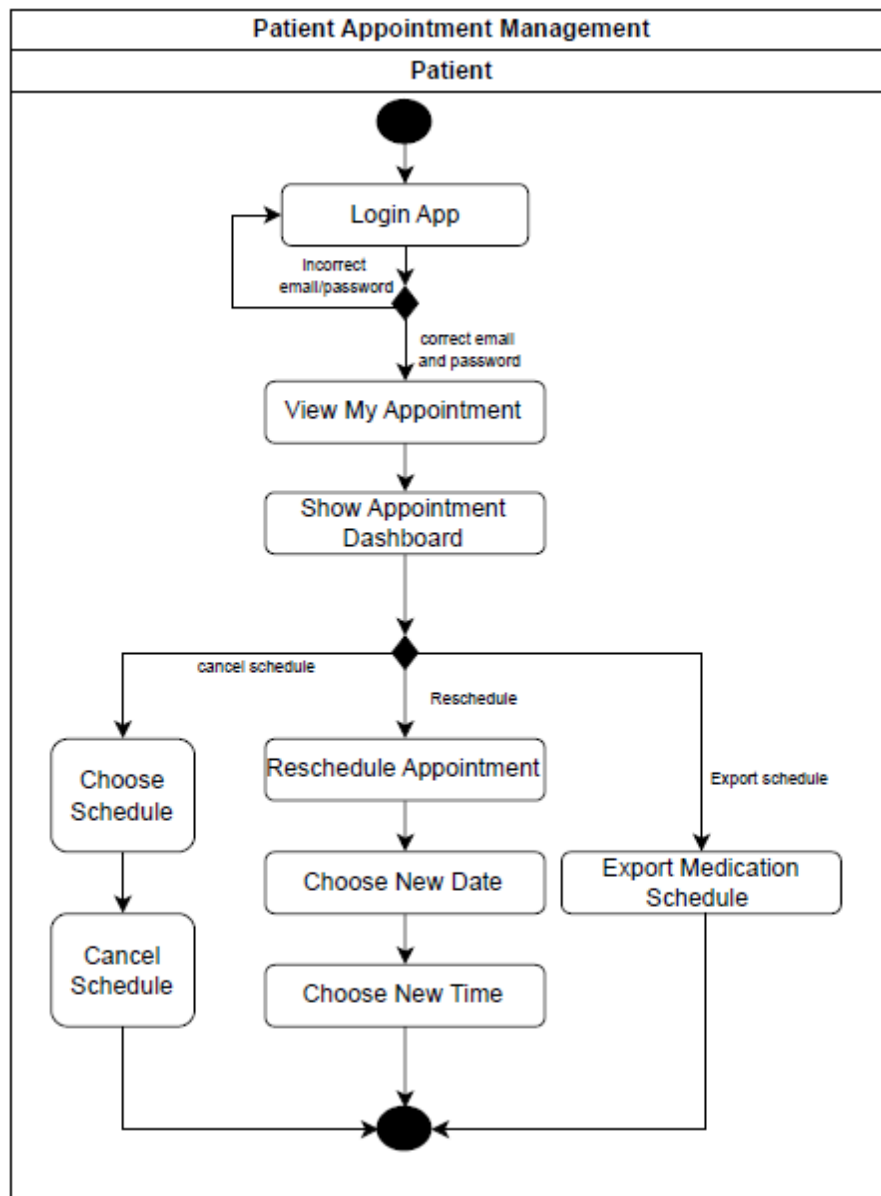 Patient Appointment Management
Patient
Login App
Incorrect
email/password
correct email
and password
View My Appointment
Show Appointment
Dashboard
cancel schedule
Reschedule
Export schedule
Choose
Schedule
Reschedule Appointment
Choose New Date
Export Medication
Schedule
Cancel
Schedule
Choose New Time